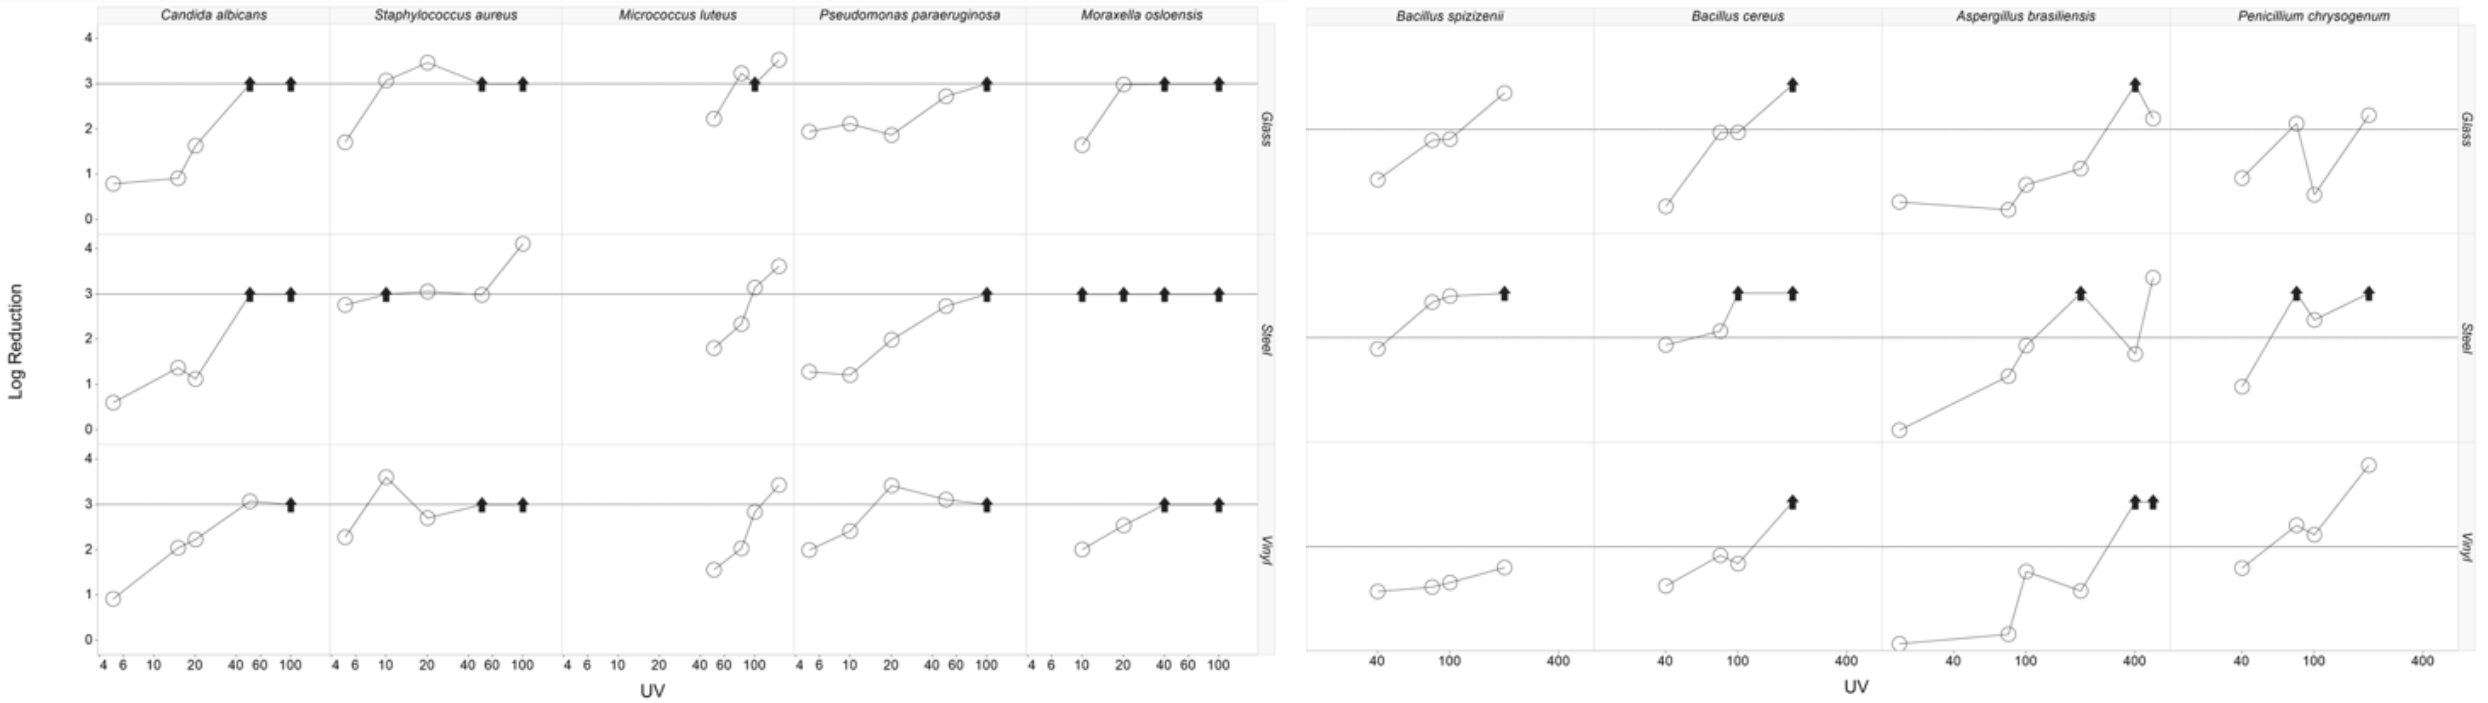 Candida albicans Staphylococcus aureus Micrococcus luteus Pseudomonas paraeruginosa Moraxella osloensis
Bacillus spizizenii Bacillus cereus Aspergillus brasiliensis Penicillium chrysogenum
4
3
2
1
0
Glass
Glass
4
3
2
1
0
Steel
Steel
4
3
2
1
0
Vinyl
Vinyl
Log Reduction
4 6 10 20 40 60 100 4 6 10 20 40 60 100 4 6 10 20 40 60 100 4 6 10 20 40 60 100 4 6 10 20 40 60 100
40 100 400 40 100 400 40 100 400 40 100 400
UV
UV